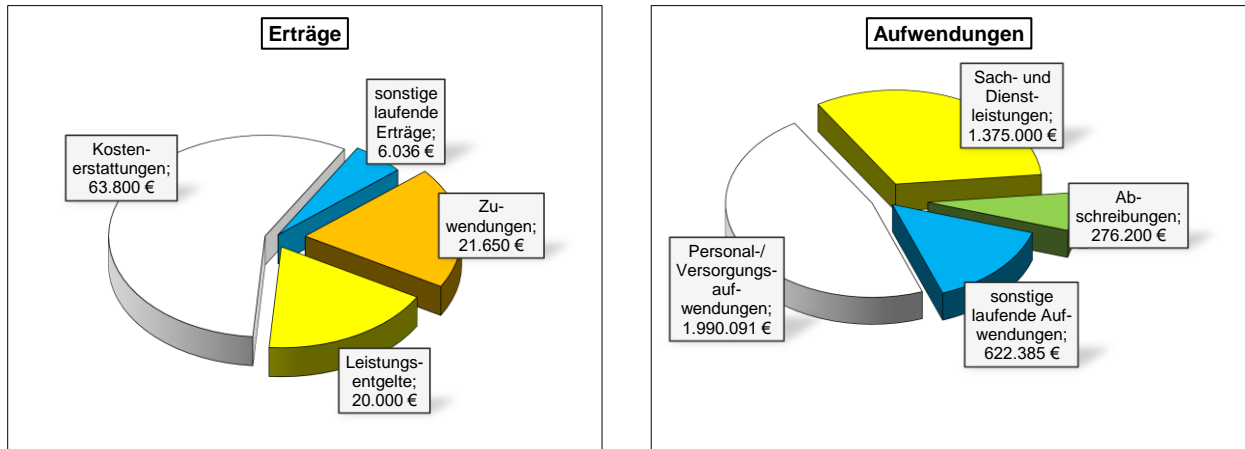 Erträge
sonstige
laufende
Erträge;
6.036 €
Kosten-
erstattungen;
63.800 €
Zu-
wendungen;
21.650 €
Leistungs-
entgelte;
20.000 €
Aufwendungen
Sach- und
Dienst-
leistungen;
1.375.000 €
Ab-
schreibungen;
276.200 €
Personal-/
Versorgungs-
auf-
wendungen;
1.990.091 €
sonstige
laufende Auf-
wendungen;
622.385 €